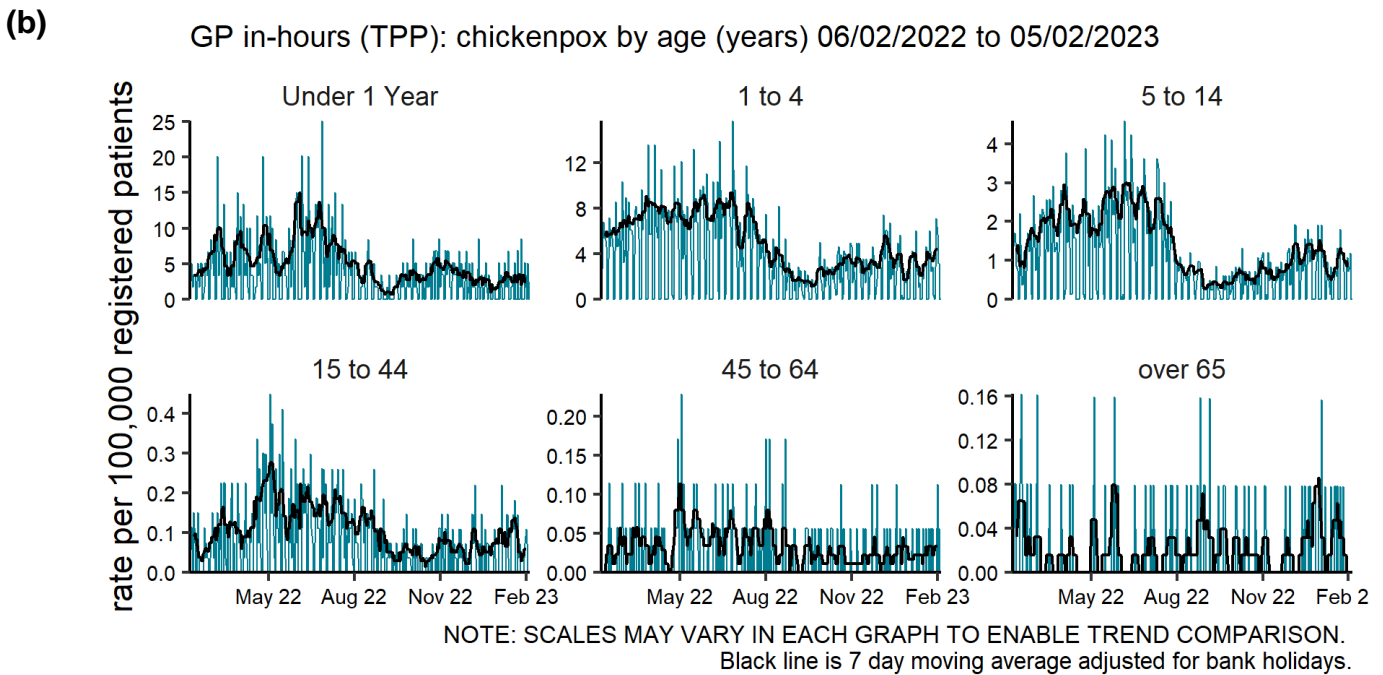 (b)
GP in-hours (TPP): chickenpox by age (years) 06/02/2022 to 05/02/2023
rate per 100,000 registered patients
Under 1 Year
25
20
15
10
5
0
1 to 4
12
8
4
0
5 to 14
4
3
2
1
0
15 to 44
0.4
0.3
0.2
0.1
0.0
May 22 Aug 22 Nov 22 Feb 23
45 to 64
0.20
0.15
0.10
0.05
0.00
May 22 Aug 22 Nov 22 Feb 23
over 65
0.16
0.12
0.08
0.04
0.00
May 22 Aug 22 Nov 22 Feb 2
NOTE: SCALES MAY VARY IN EACH GRAPH TO ENABLE TREND COMPARISON.
Black line is 7 day moving average adjusted for bank holidays.